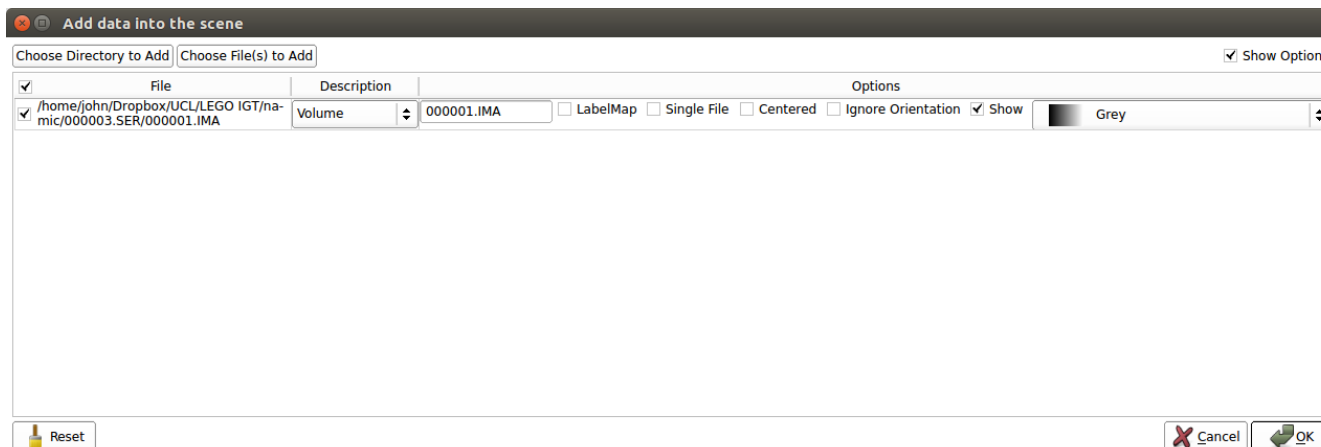 Add data into the scene
Choose Directory to Add Choose File(s) to Add Show Option
File Description Options
/home/john/Dropbox/UCL/LEGO IGT/na-
mic/000003.SER/000001.IMA
Volume 000001.IMA LabelMap Single File Centered Ignore Orientation Show Grey
Reset Cancel OK